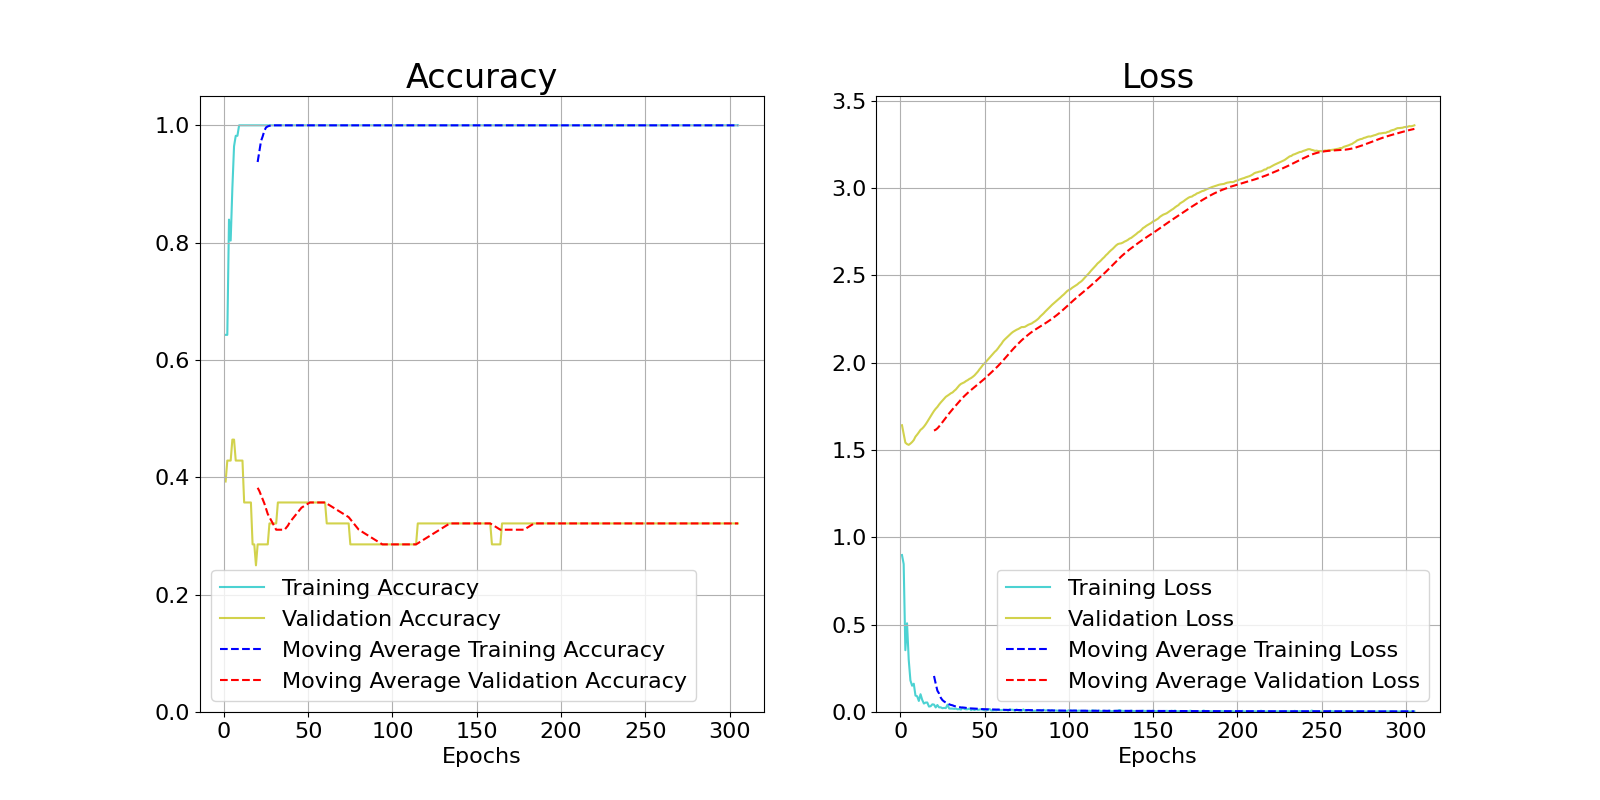 Accuracy
1.0
0.8
0.6
0.4
0.2
0.0
Training Accuracy
Validation Accuracy
Moving Average Training Accuracy
Moving Average Validation Accuracy
0 50 100 150 200 250 300
Epochs
Loss
3.5
3.0
2.5
2.0
1.5
1.0
0.5
0.0
Training Loss
Validation Loss
Moving Average Training Loss
Moving Average Validation Loss
0 50 100 150 200 250 300
Epochs